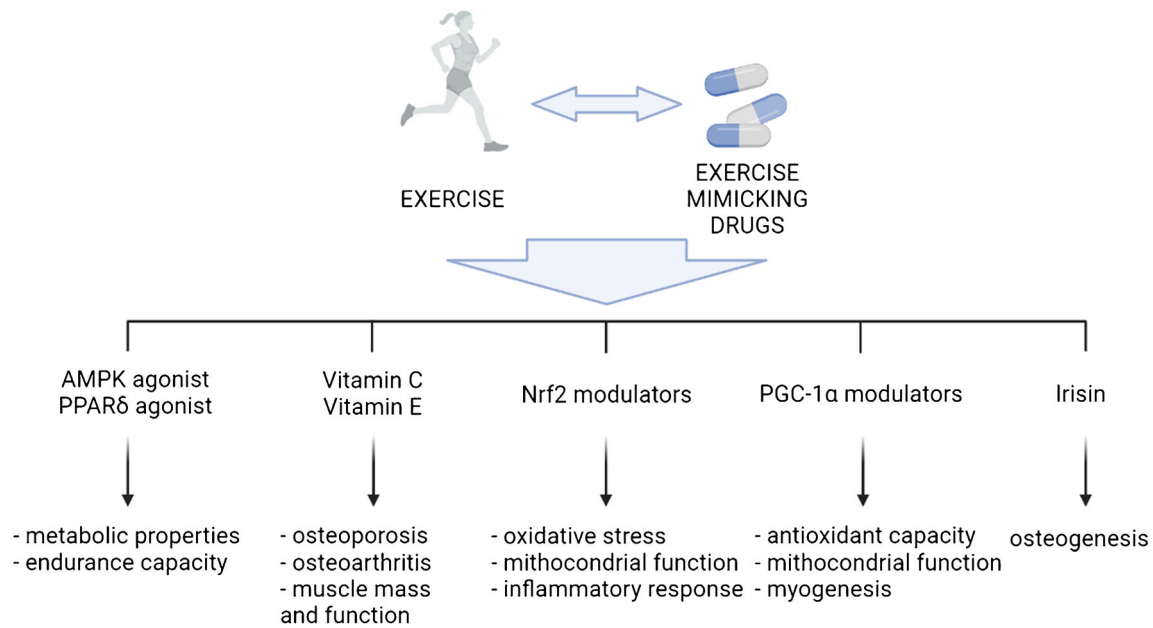 EXERCISE
EXERCISE
MIMICKING
DRUGS
AMPK agonist
PPARδ agonist
Vitamin C
Vitamin E
Nrf2 modulators
PGC-1α modulators
Irisin
- metabolic properties
- endurance capacity
- osteoporosis
- osteoarthritis
- muscle mass
and function
- oxidative stress
- mithocondrial function
- inflammatory response
- antioxidant capacity
- mithocondrial function
- myogenesis
osteogenesis